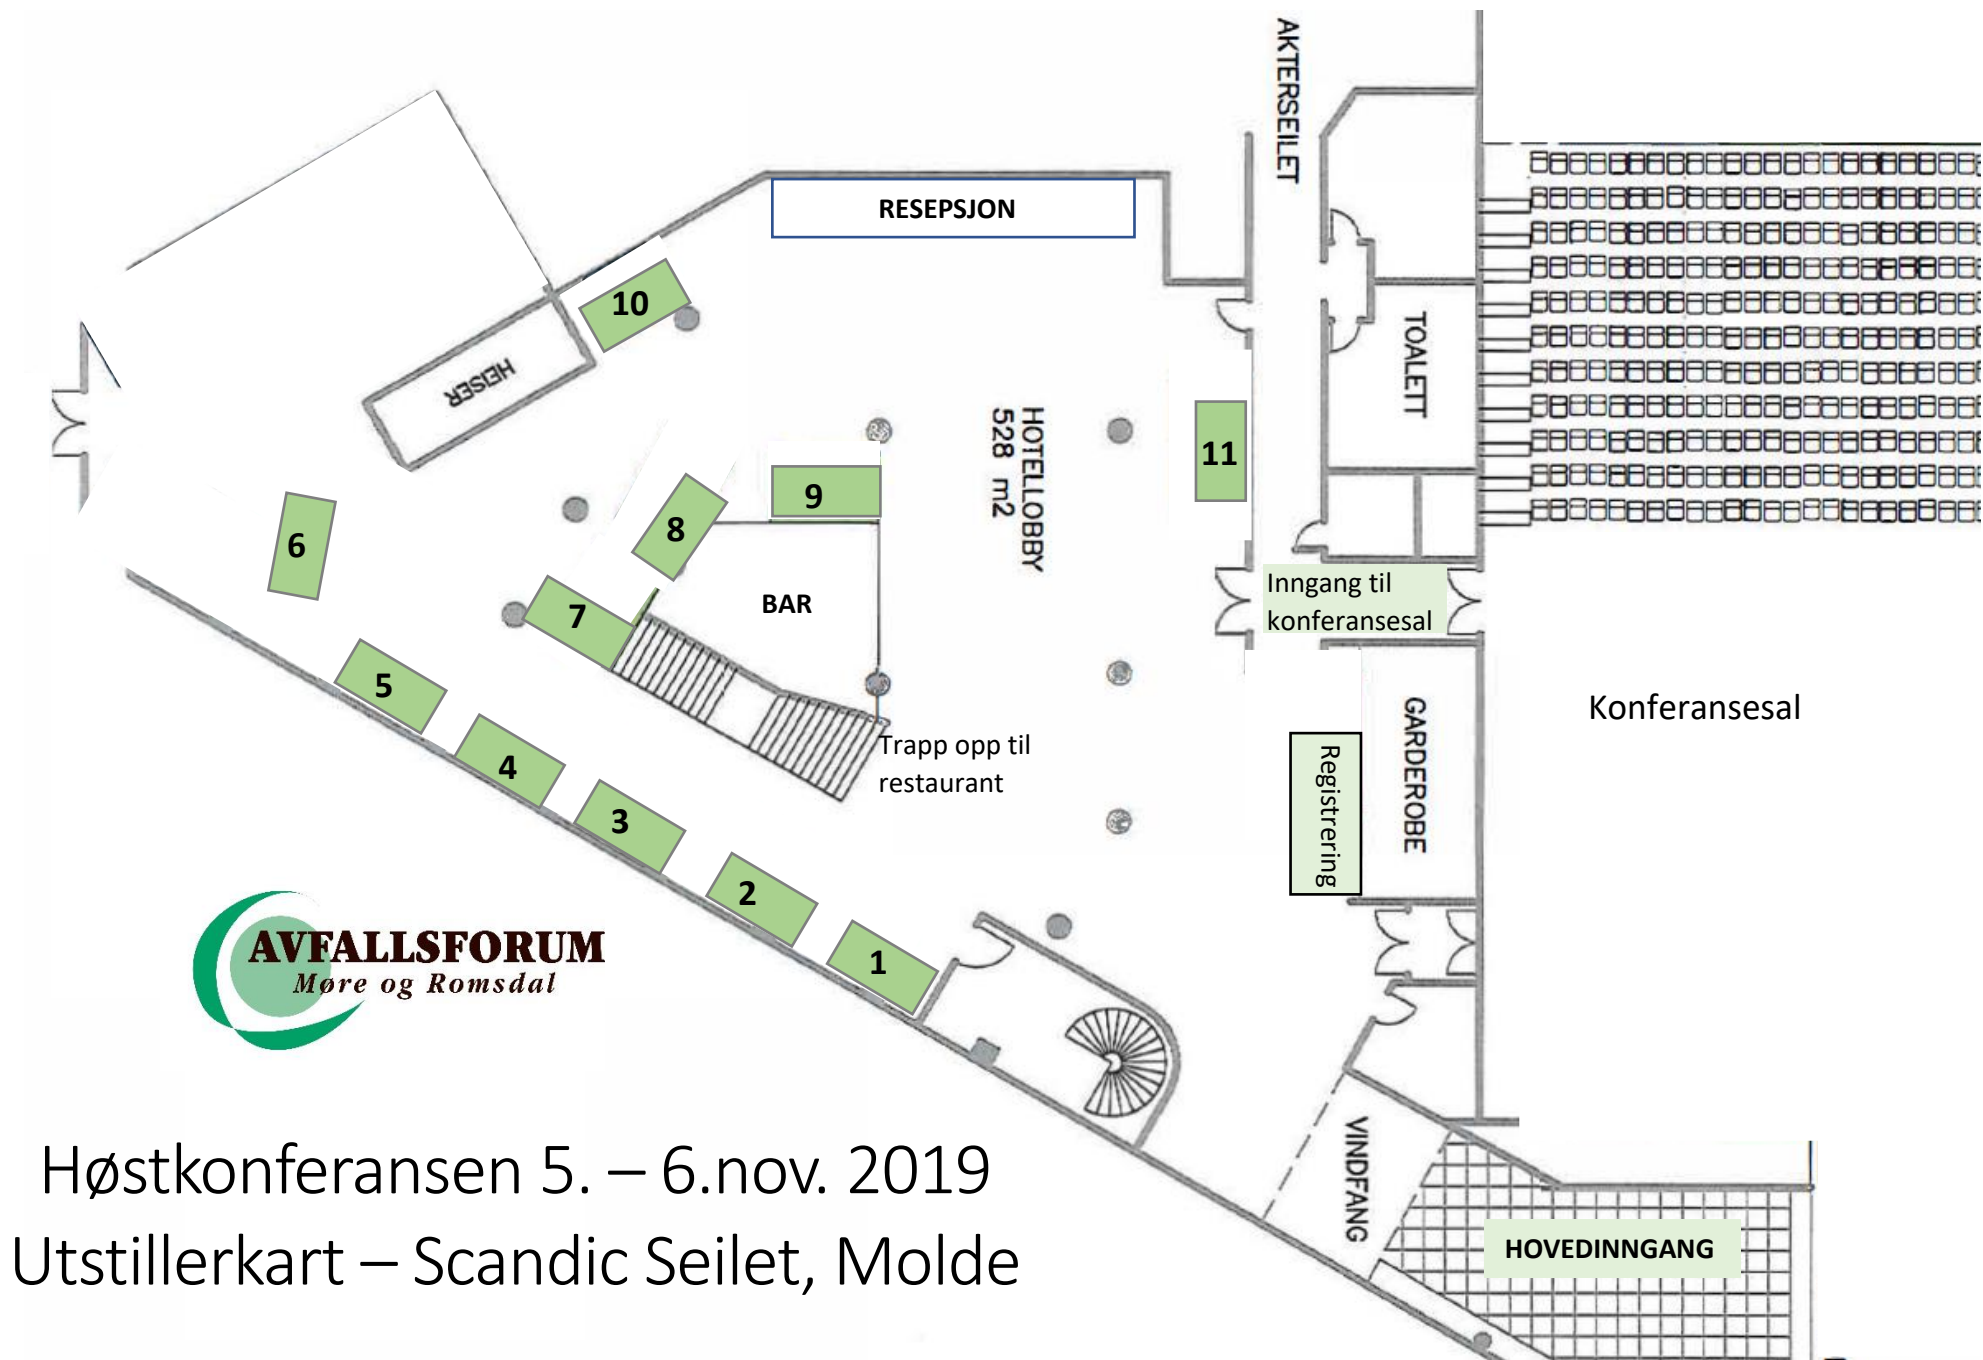 AKTERSEILET
RESEPSJON
10
HEISER
TOALETT
HOTELLOBBY
528 m2
11
9
8
6
7
BAR
Inngang til
konferansesal
5
4
3
2
1
Trapp opp til
restaurant
Registrering
GARDEROBE
Konferansesal
AVFALLSFORUM
Møre og Romsdal
VINDFANG
HOVEDINNGANG
Høstkonferansen 5. – 6.nov. 2019
Utstillerkart – Scandic Seilet, Molde